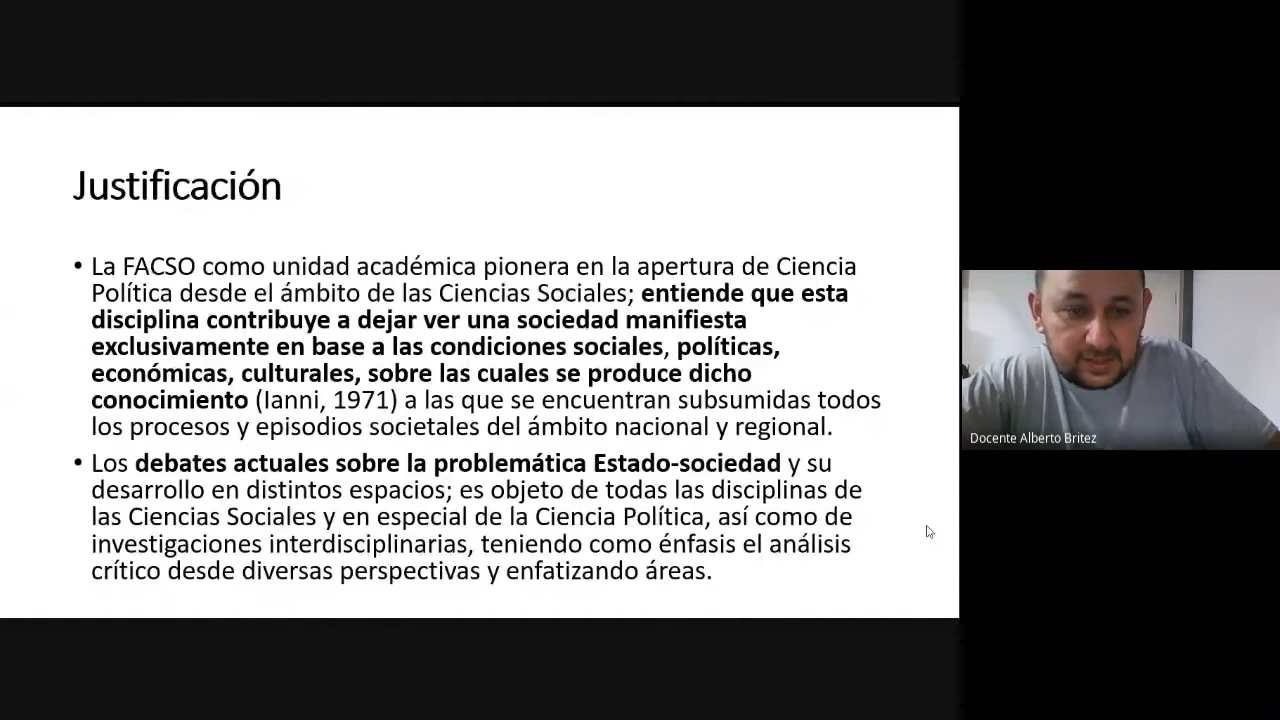 Justificación
• La FACSO como unidad académica pionera en la apertura de Ciencia
Política desde el ámbito de las Ciencias Sociales; entiende que esta
disciplina contribuye a dejar ver una sociedad manifiesta
exclusivamente en base a las condiciones sociales, políticas,
económicas, culturales, sobre las cuales se produce dicho
conocimiento (Ianni, 1971) a las que se encuentran subsumidas todos
los procesos y episodios societales del ámbito nacional y regional.
• Los debates actuales sobre la problemática Estado-sociedad y su
desarrollo en distintos espacios; es objeto de todas las disciplinas de
las Ciencias Sociales y en especial de la Ciencia Política, así como de
investigaciones interdisciplinarias, teniendo como énfasis el análisis
crítico desde diversas perspectivas y enfatizando áreas.
Docente Alberto Britez